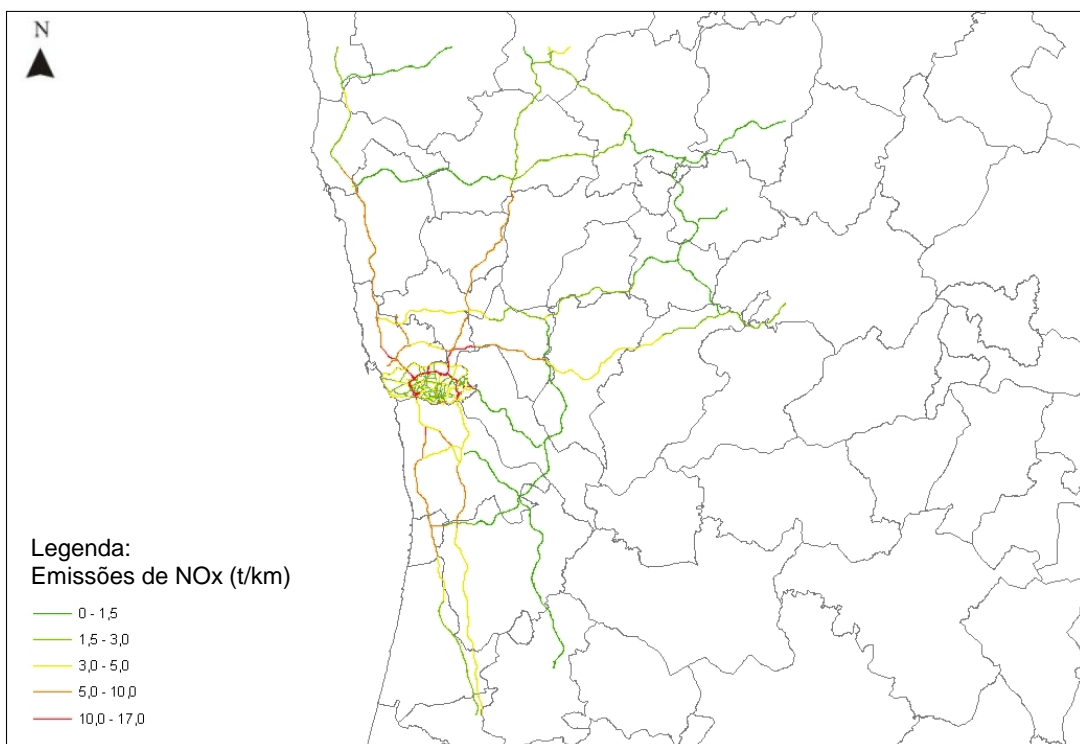 N
Legenda:
Emissões de NOx (t/km)
0 - 1,5
1,5 - 3,0
3,0 - 5,0
5,0 - 10,0
10,0 - 17,0